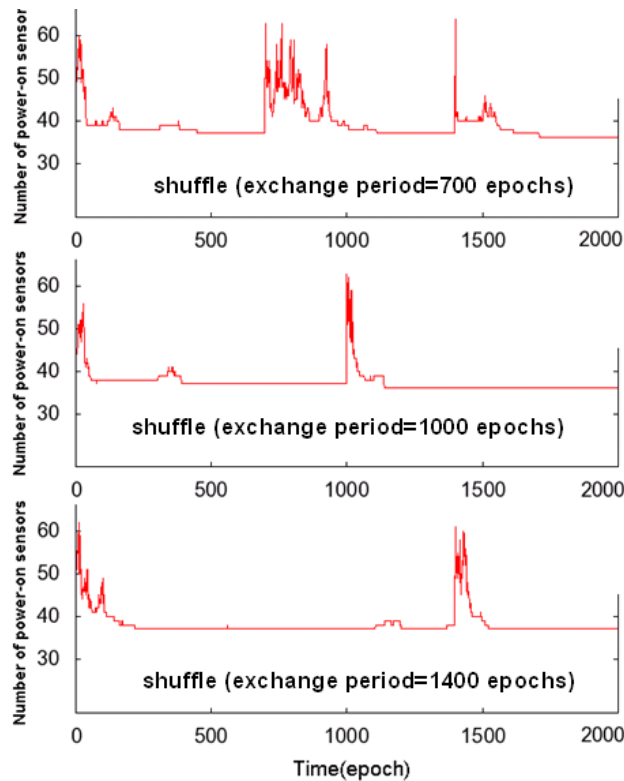 Number of power-on sensor
60
50
40
30
shuffle (exchange period=700 epochs)
0 500 1000 1500 2000
Number of power-on sensors
60
50
40
30
shuffle (exchange period=1000 epochs)
0 500 1000 1500 2000
Number of power-on sensors
60
50
40
30
shuffle (exchange period=1400 epochs)
0 500 1000 1500 2000
Time(epoch)